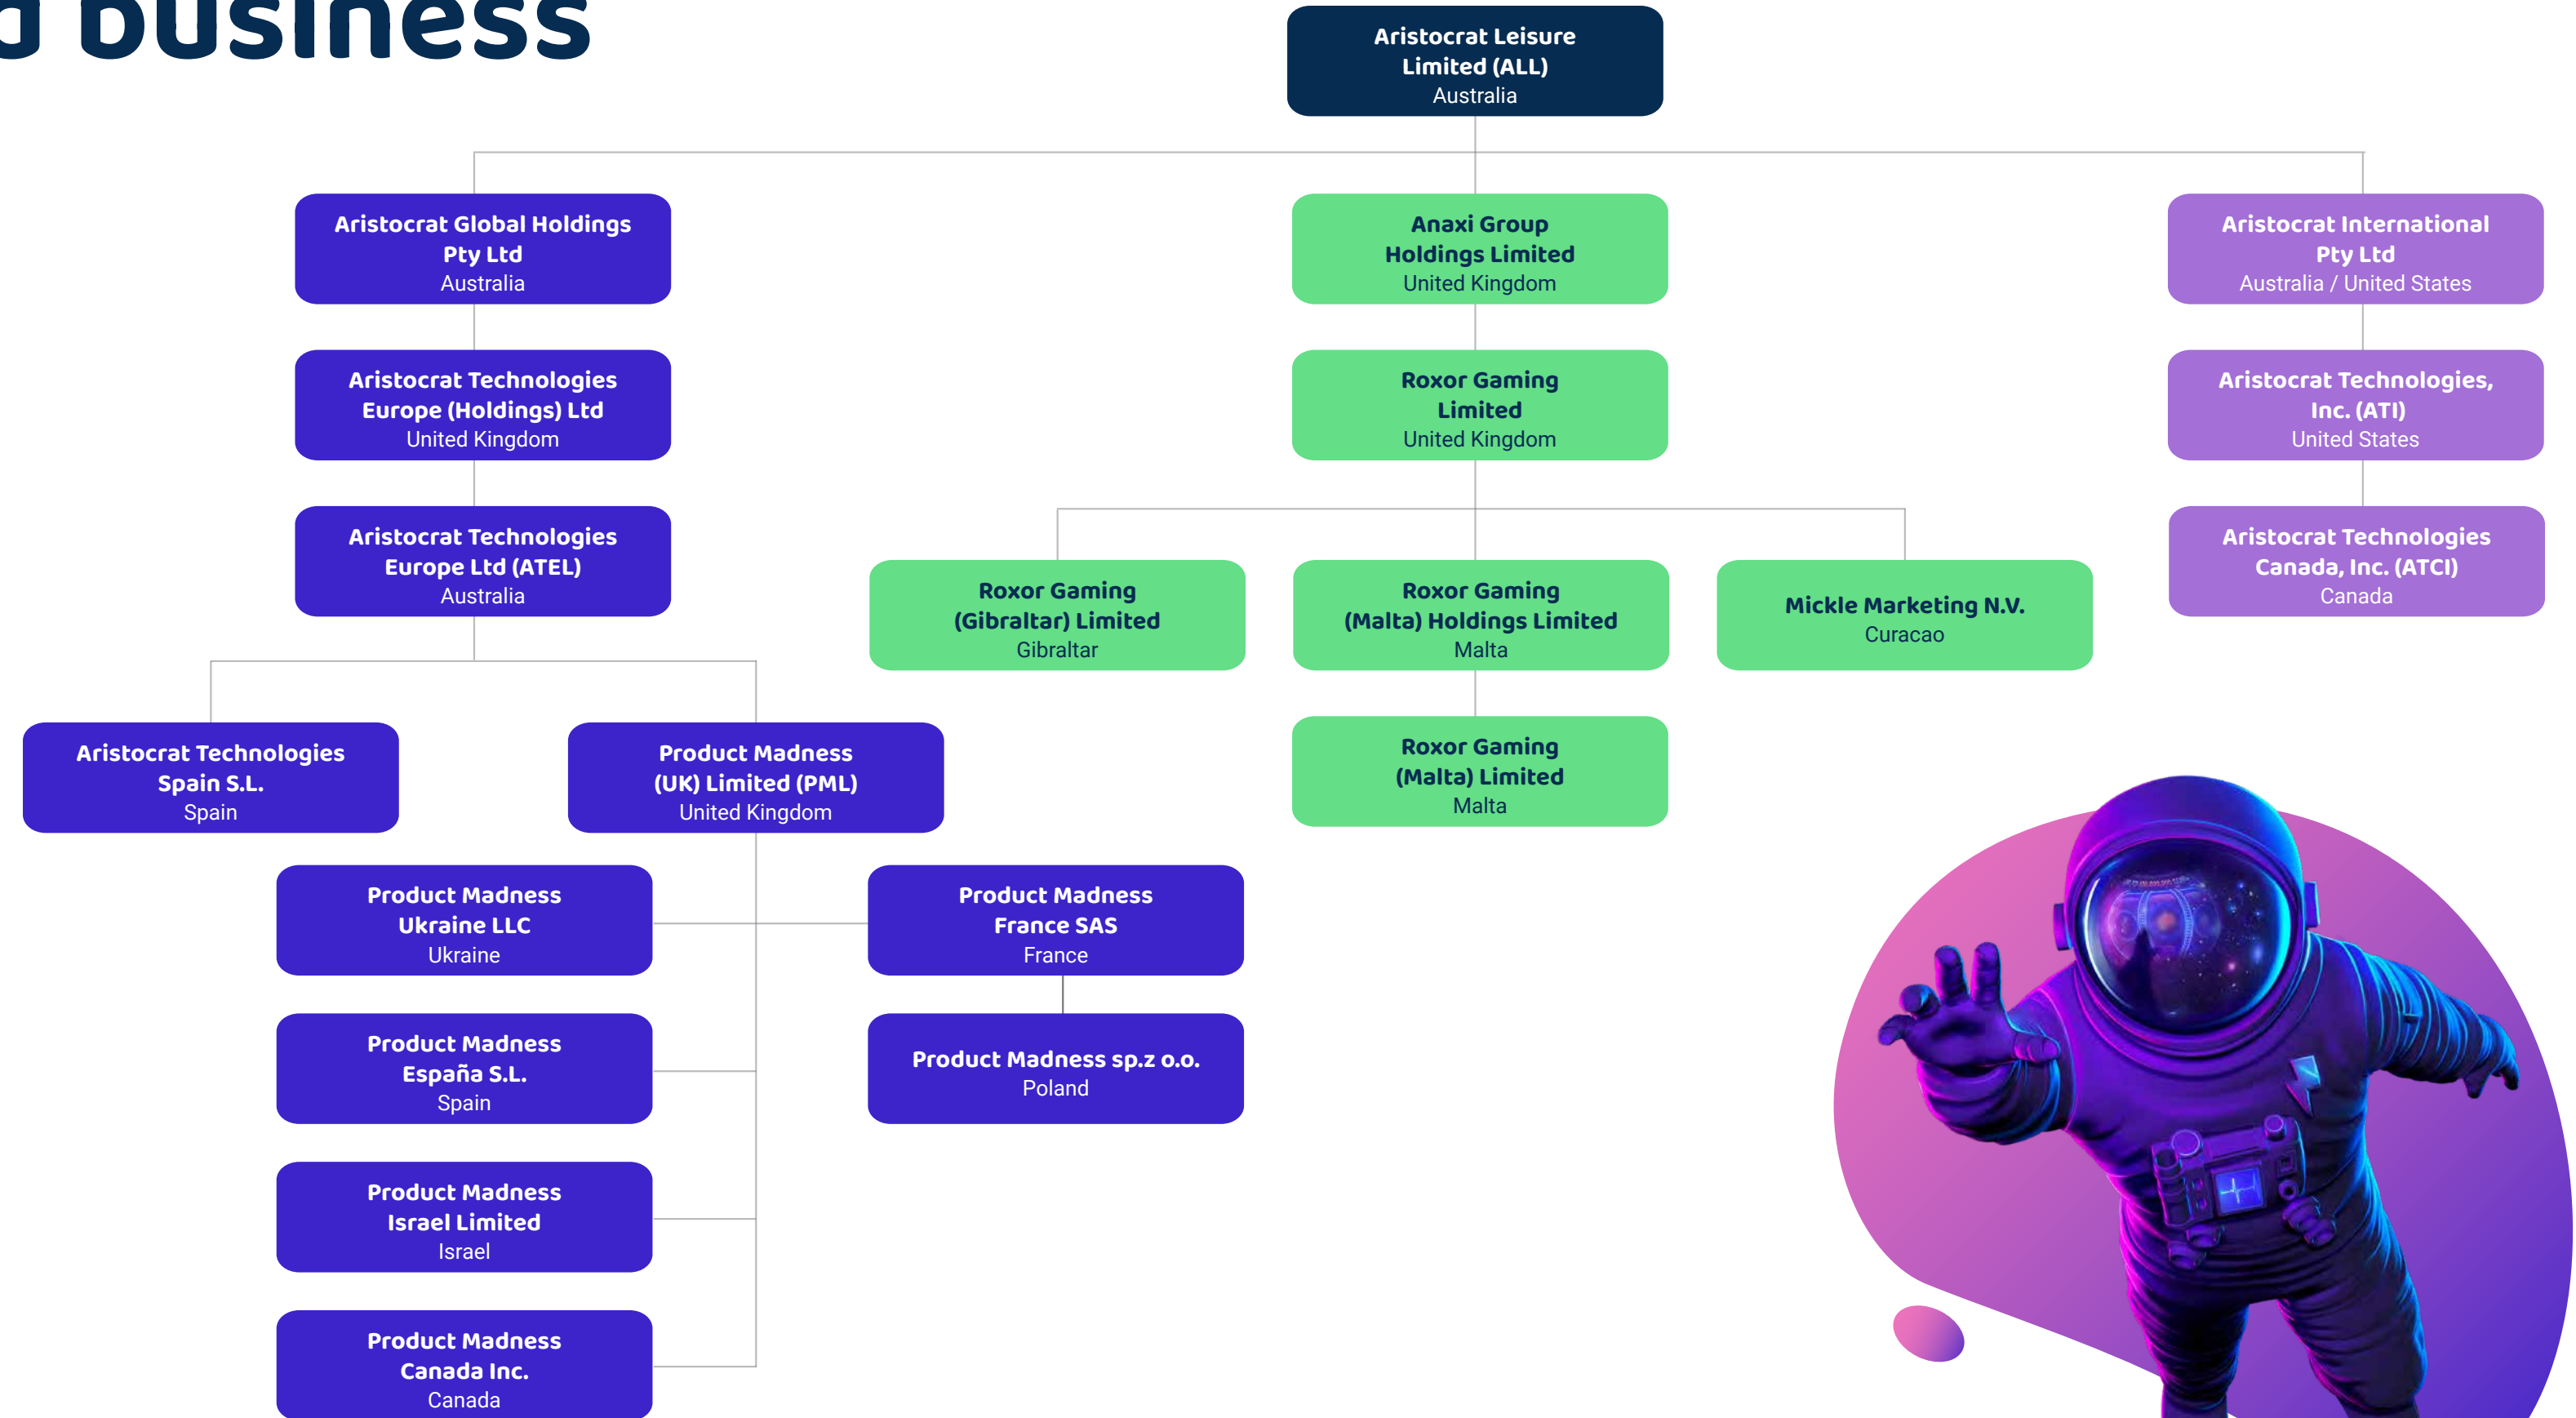 d business
Aristocrat Leisure
Limited (ALL)
Australia
Aristocrat Global Holdings
Pty Ltd
Australia
Anaxi Group
Holdings Limited
United Kingdom
Aristocrat International
Pty Ltd
Australia / United States
Aristocrat Technologies
Europe (Holdings) Ltd
United Kingdom
Roxor Gaming
Limited
United Kingdom
Aristocrat Technologies,
Inc. (ATI)
United States
Aristocrat Technologies
Europe Ltd (ATEL)
Australia
Roxor Gaming
(Gibraltar) Limited
Gibraltar
Roxor Gaming
(Malta) Holdings Limited
Malta
Mickle Marketing N.V.
Curacao
Aristocrat Technologies
Canada, Inc. (ATCI)
Canada
Aristocrat Technologies
Spain S.L.
Spain
Product Madness
(UK) Limited (PML)
United Kingdom
Roxor Gaming
(Malta) Limited
Malta
Product Madness
Ukraine LLC
Ukraine
Product Madness
France SAS
France
Product Madness
España S.L.
Spain
Product Madness sp.z o.o.
Poland
Product Madness
Israel Limited
Israel
Product Madness
Canada Inc.
Canada